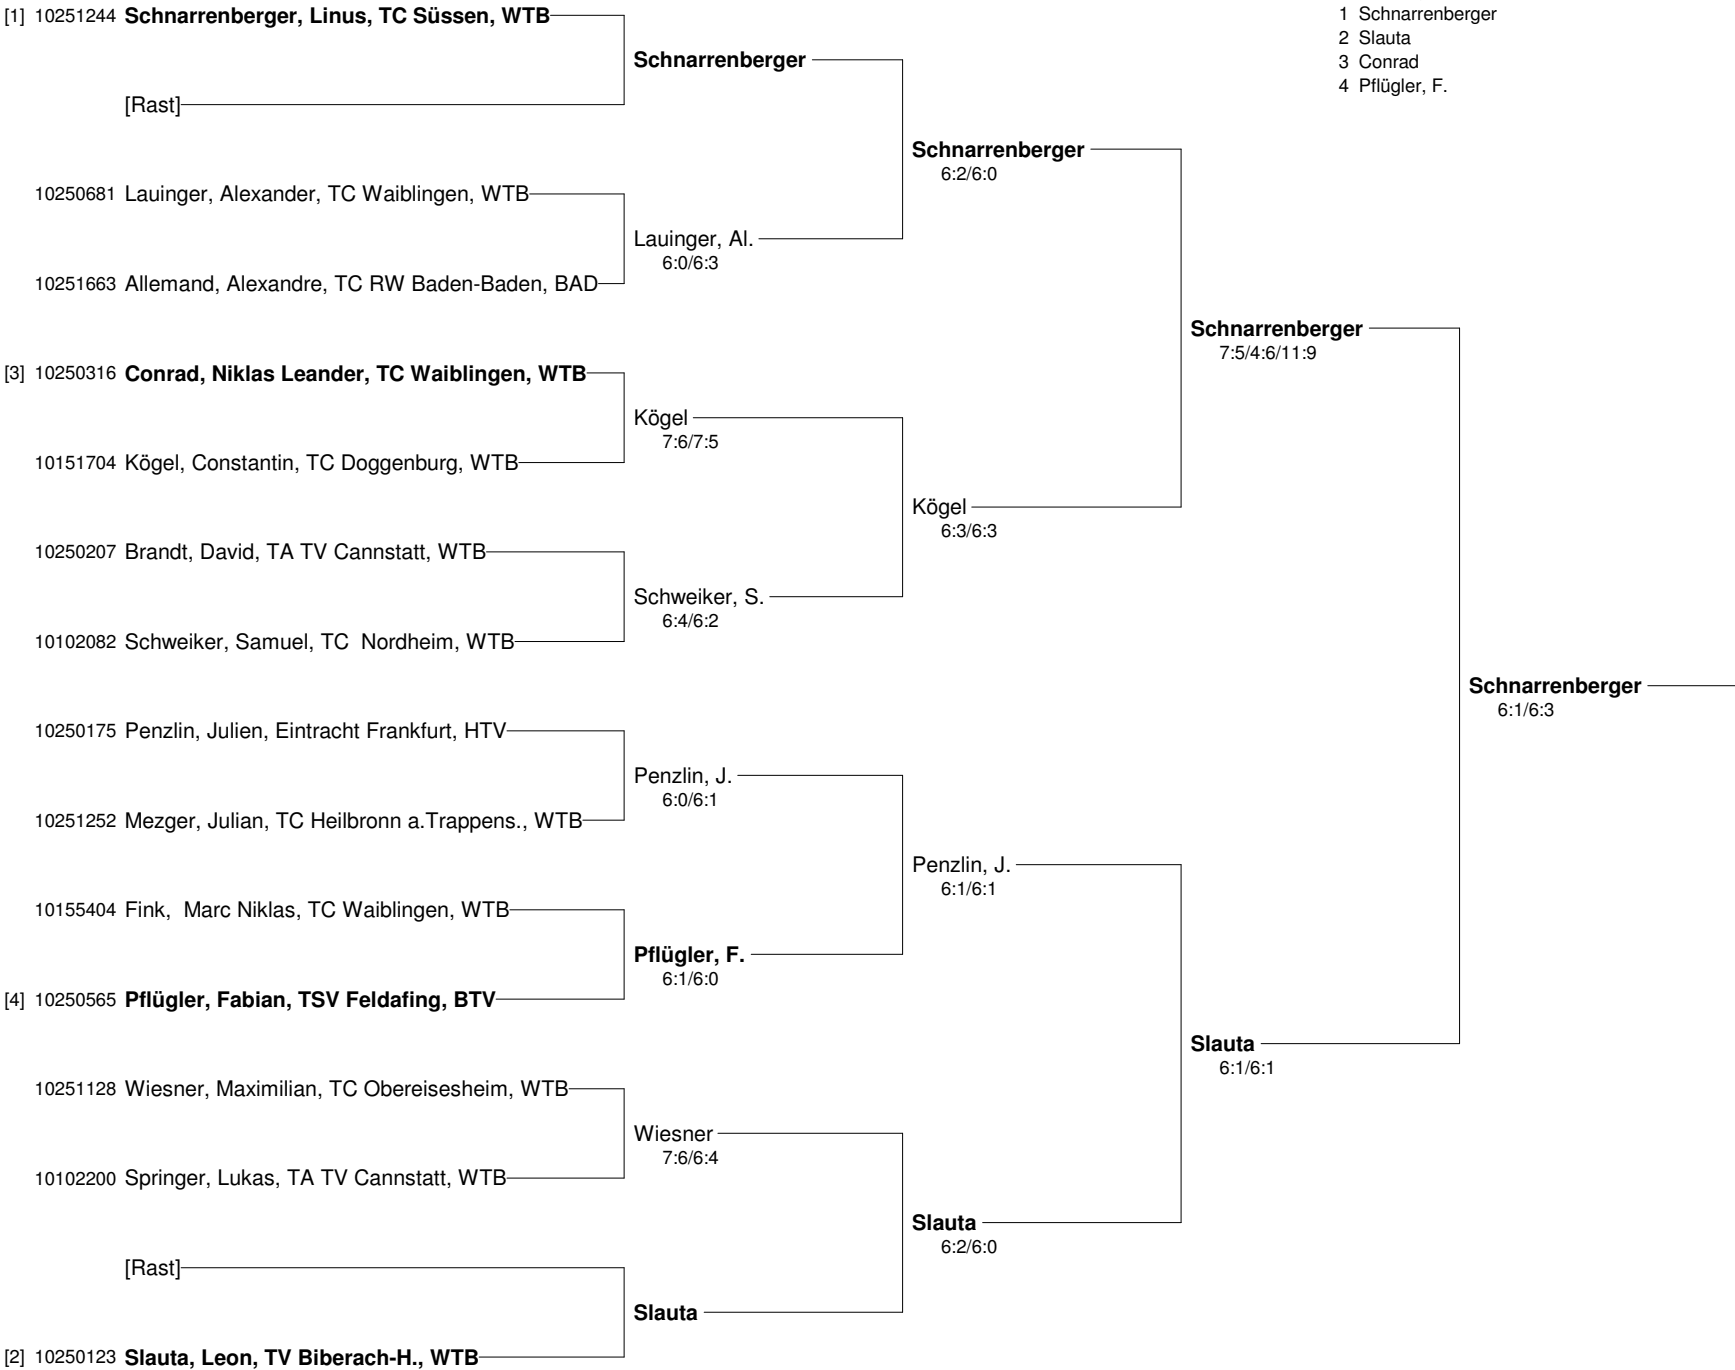 [1] 10251244 Schnarrenberger, Linus, TC Süssen, WTB
[Rast]
10250681 Lauinger, Alexander, TC Waiblingen, WTB
10251663 Allemand, Alexandre, TC RW Baden-Baden, BAD
[3] 10250316 Conrad, Niklas Leander, TC Waiblingen, WTB
10151704 Kögel, Constantin, TC Doggenburg, WTB
10250207 Brandt, David, TA TV Cannstatt, WTB
10102082 Schweiker, Samuel, TC  Nordheim, WTB
10250175 Penzlin, Julien, Eintracht Frankfurt, HTV
10251252 Mezger, Julian, TC Heilbronn a.Trappens., WTB
10155404 Fink,  Marc Niklas, TC Waiblingen, WTB
[4] 10250565 Pflügler, Fabian, TSV Feldafing, BTV
10251128 Wiesner, Maximilian, TC Obereisesheim, WTB
10102200 Springer, Lukas, TA TV Cannstatt, WTB
[Rast]
[2] 10250123 Slauta, Leon, TV Biberach-H., WTB
Schnarrenberger
Lauinger, Al.
6:0/6:3
Kögel
7:6/7:5
Schweiker, S.
6:4/6:2
Penzlin, J.
6:0/6:1
Pflügler, F.
6:1/6:0
Wiesner
7:6/6:4
Slauta
Schnarrenberger
6:2/6:0
Kögel
6:3/6:3
Penzlin, J.
6:1/6:1
Slauta
6:2/6:0
Schnarrenberger
7:5/4:6/11:9
Slauta
6:1/6:1
Schnarrenberger
6:1/6:3
1 Schnarrenberger
2 Slauta
3 Conrad
4 Pflügler, F.